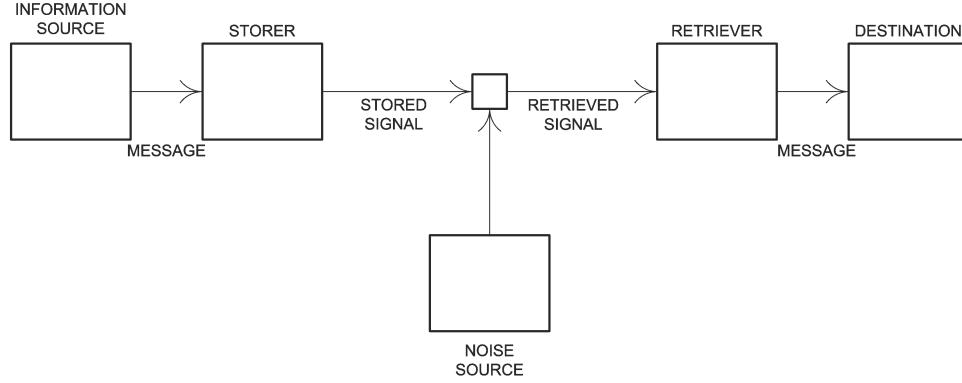 INFORMATION
SOURCE
STORER
RETRIEVER
DESTINATION
STORED
SIGNAL
RETRIEVED
SIGNAL
MESSAGE
MESSAGE
NOISE
SOURCE